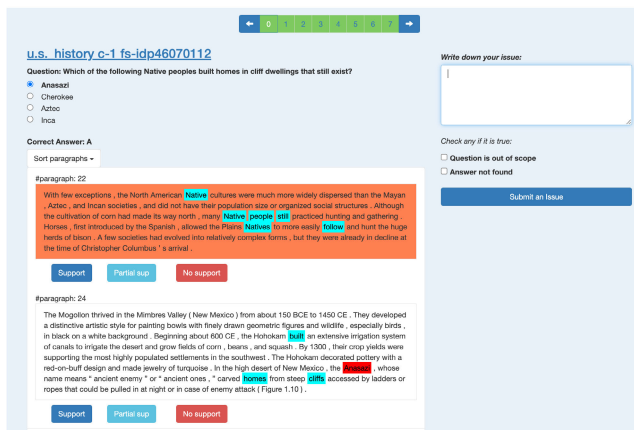 0 1 2 3 4 5 6 7
u.s. history c-1 fs-idp46070112
Question: Which of the following Native peoples built homes in cliff dwellings that still exist?
Anasazi
Cherokee
Aztec
Inca
Correct Answer: A
Sort paragraphs
#paragraph: 22
With few exceptions , the North American Native cultures were much more widely dispersed than the Mayan
, Aztec , and Incan societies , and did not have their population size or organized social structures . Although
the cultivation of corn had made its way north , many Native people still practiced hunting and gathering .
Horses , first introduced by the Spanish , allowed the Plains Natives to more easily follow and hunt the huge
herds of bison . A few societies had evolved into relatively complex forms , but they were already in decline at
the time of Christopher Columbus ' s arrival .
Support Partial sup No support
#paragraph: 24
The Mogollon thrived in the Mimbres Valley ( New Mexico ) from about 150 BCE to 1450 CE . They developed
a distinctive artistic style for painting bowls with finely drawn geometric figures and wildlife , especially birds ,
in black on a white background . Beginning about 600 CE , the Hohokam built an extensive irrigation system
of canals to irrigate the desert and grow fields of corn , beans , and squash . By 1300 , their crop yields were
supporting the most highly populated settlements in the southwest . The Hohokam decorated pottery with a
red-on-buff design and made jewelry of turquoise . In the high desert of New Mexico , the Anasazi , whose
name means “ ancient enemy ” or “ ancient ones , ” carved homes from steep cliffs accessed by ladders or
ropes that could be pulled in at night or in case of enemy attack ( Figure 1.10 ) .
Support Partial sup No support
Write down your issue:
Check any if it is true:
Question is out of scope
Answer not found
Submit an Issue